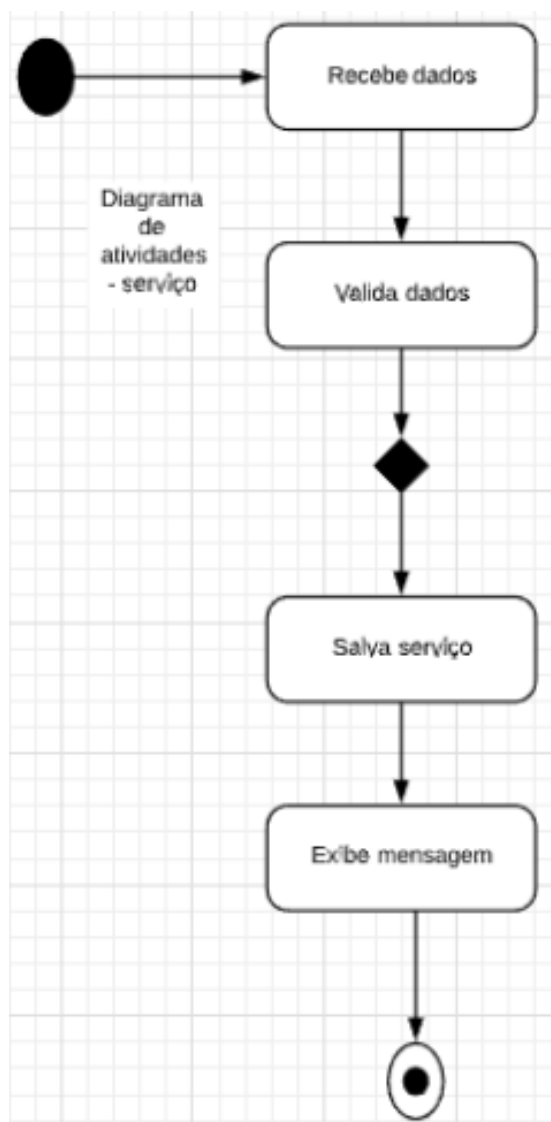 Recebe dados
Diagrama
de
atividades
- serviço
Valida dados
Salva serviço
Exibe mensagem